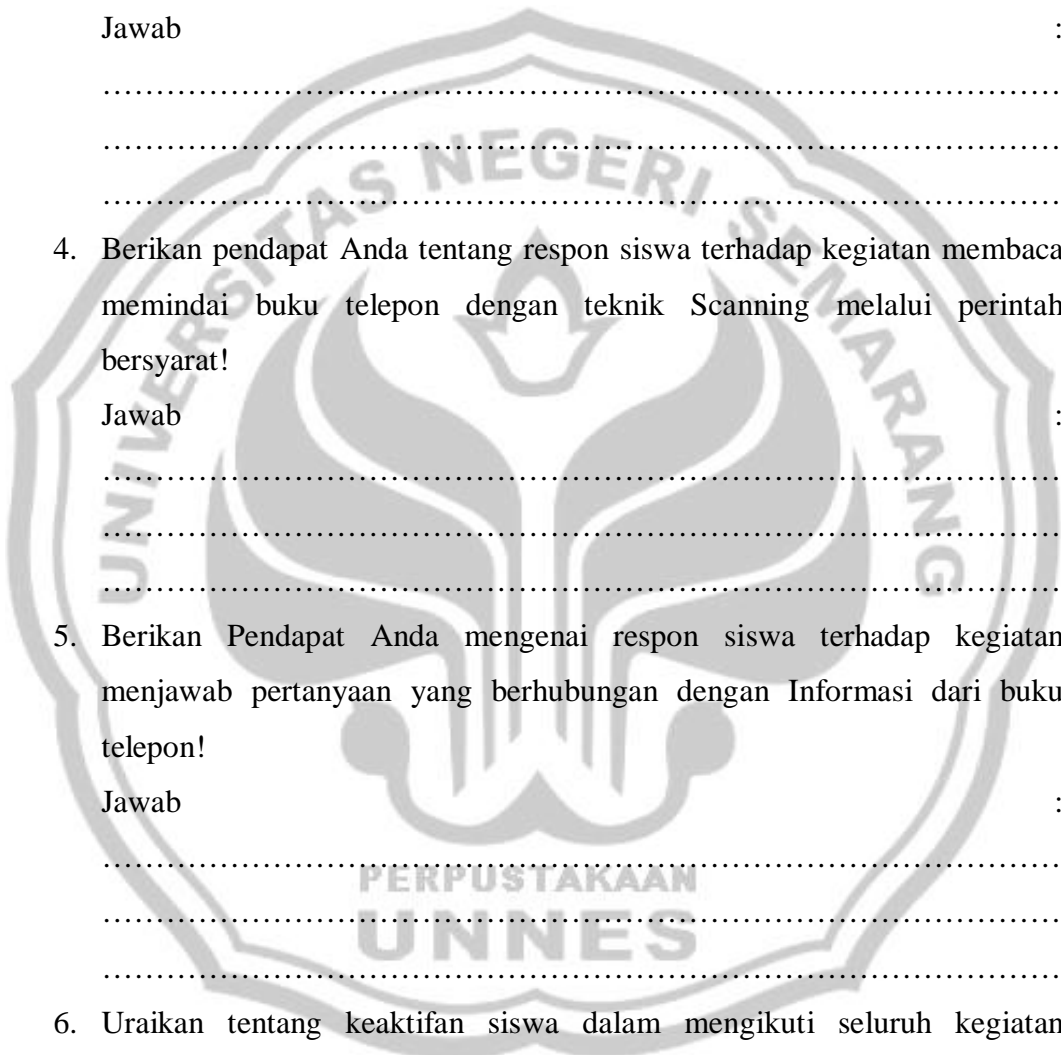 Jawab :
………………………………………………………………………………
………………………………………………………………………………
………………………………………………………………………………
4. Berikan pendapat Anda tentang respon siswa terhadap kegiatan membaca
memindai buku telepon dengan teknik Scanning melalui perintah
bersyarat!
Jawab :
………………………………………………………………………………
………………………………………………………………………………
………………………………………………………………………………
5. Berikan Pendapat Anda mengenai respon siswa terhadap kegiatan
menjawab pertanyaan yang berhubungan dengan Informasi dari buku
telepon!
Jawab :
………………………………………………………………………………
………………………………………………………………………………
………………………………………………………………………………
6. Uraikan tentang keaktifan siswa dalam mengikuti seluruh kegiatan
UNIVERSITAS NEGERI SEMARANG
PERPUSTAKAAN
UNNES